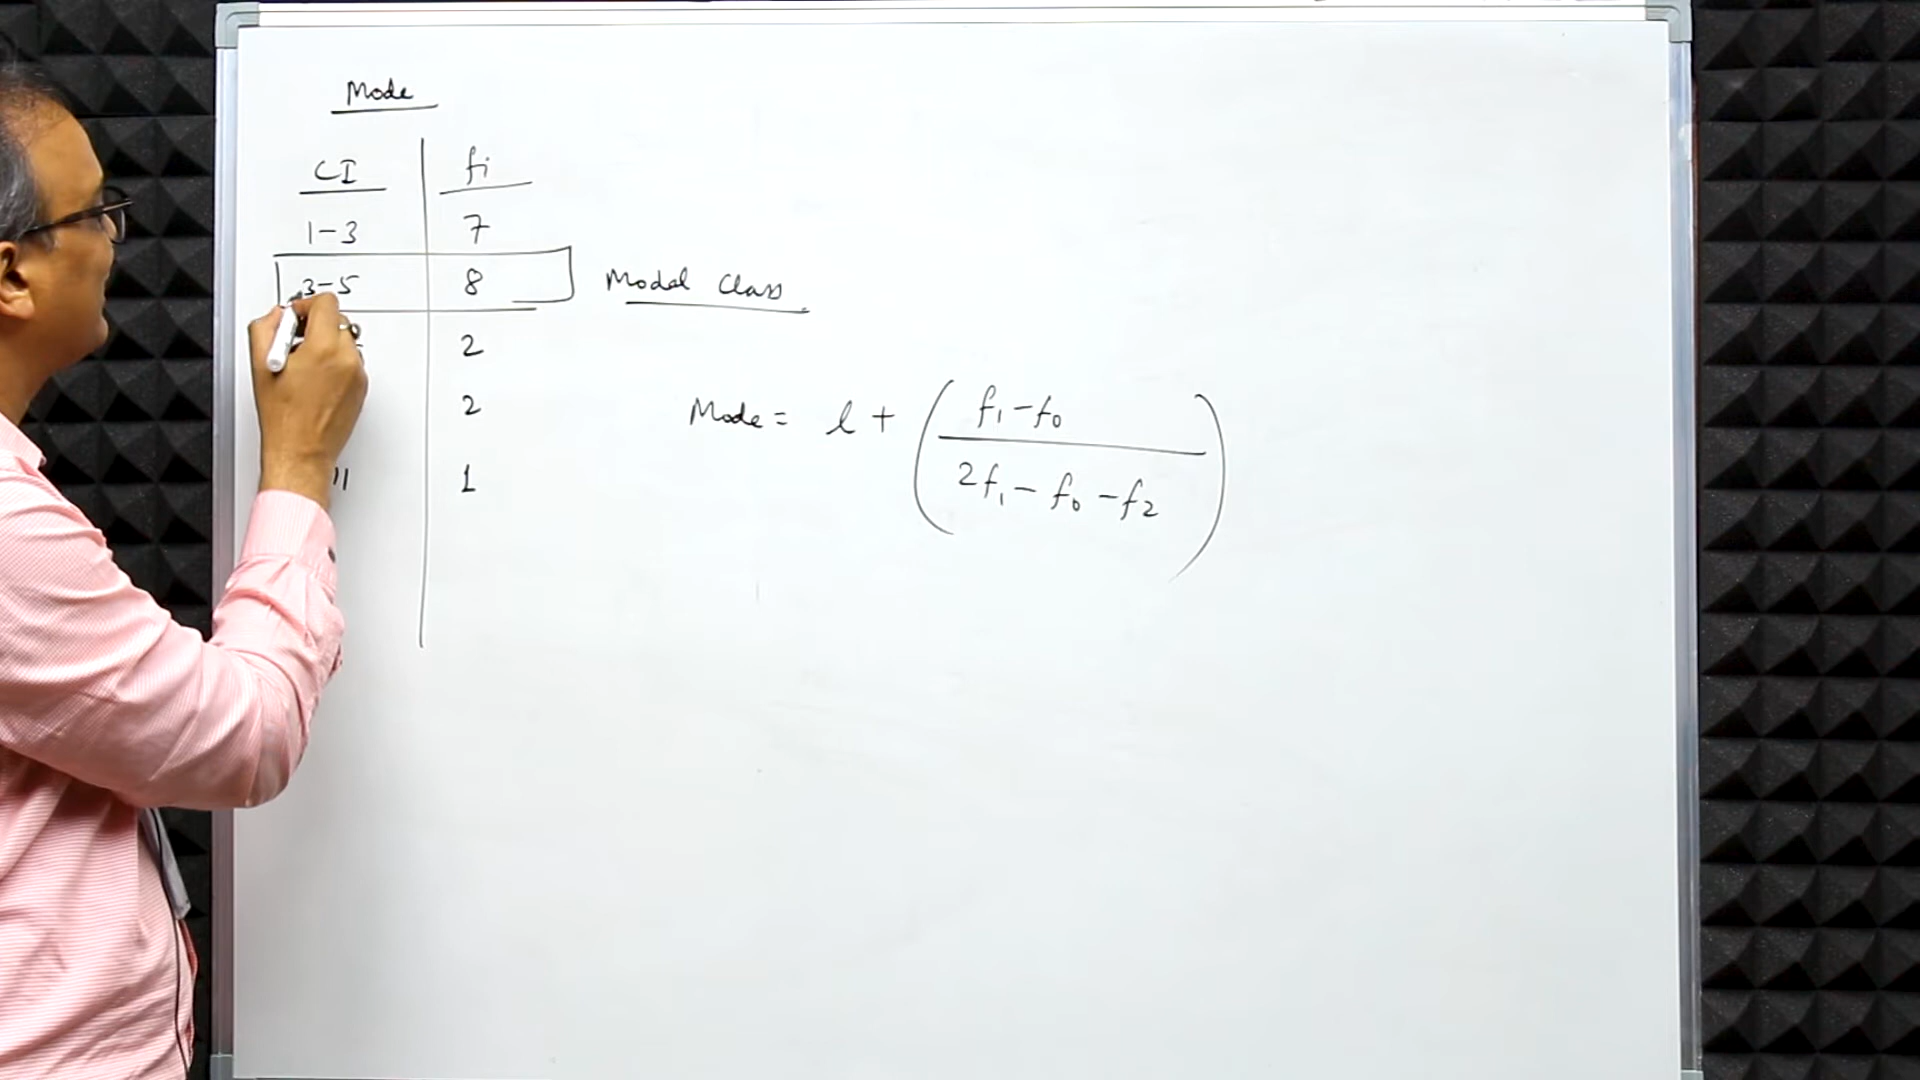 Mode
CI fi
1-3 7
3-5 8 Modal Class
2
2
11 1
Mode = l + ( f₁ - f₀ / 2f₁ - f₀ - f₂ )